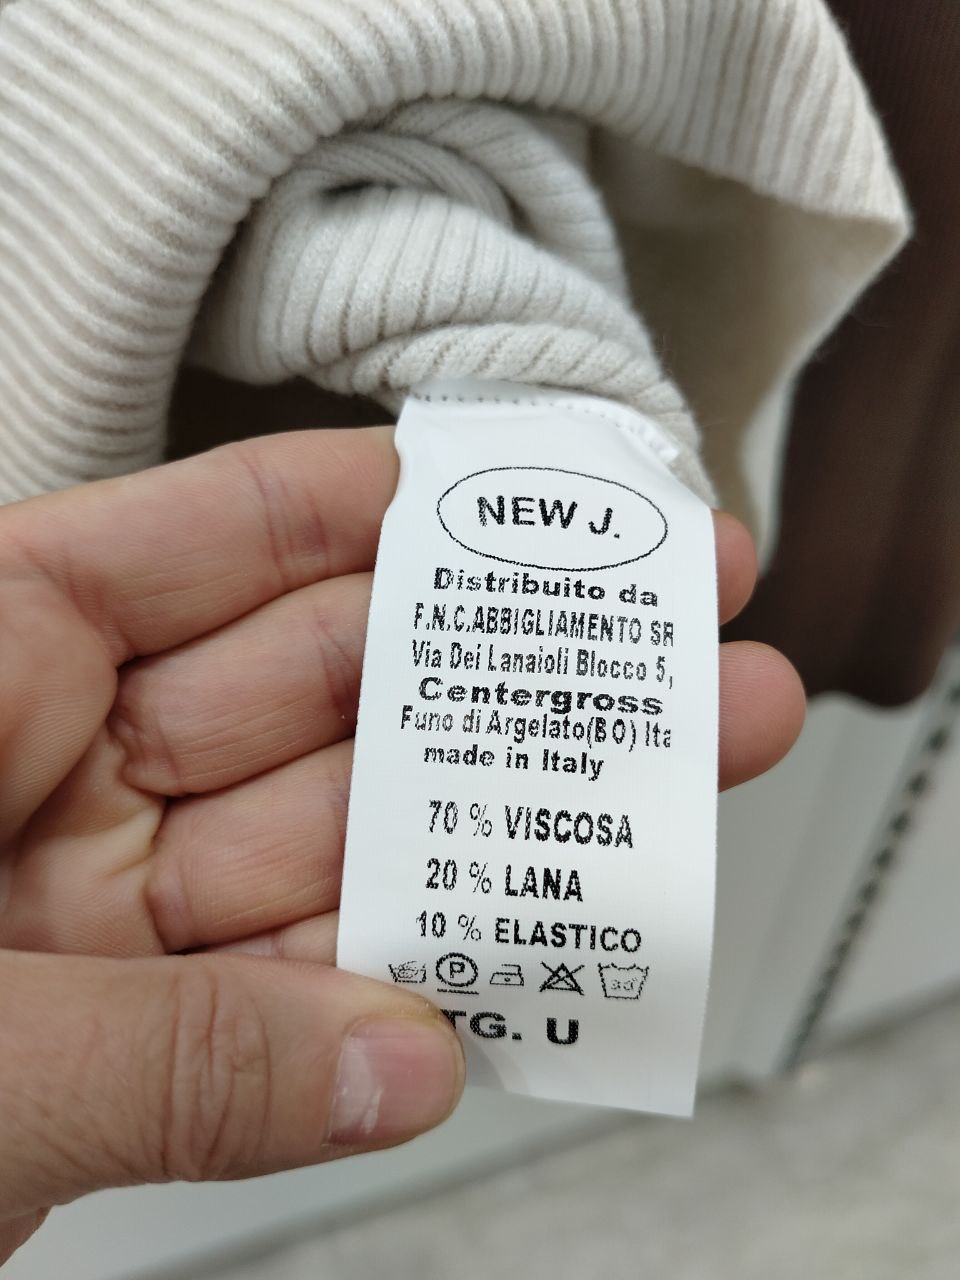 NEW J.
Distribuito da
F.N.C.ABBIGLIAMENTO SR
Via Dei Lanaioli Blocco 5,
Centergross
Funo di Argelato(BO) Ita
made in Italy
70 % VISCOSA
20 % LANA
10 % ELASTICO
P 30
TG. U